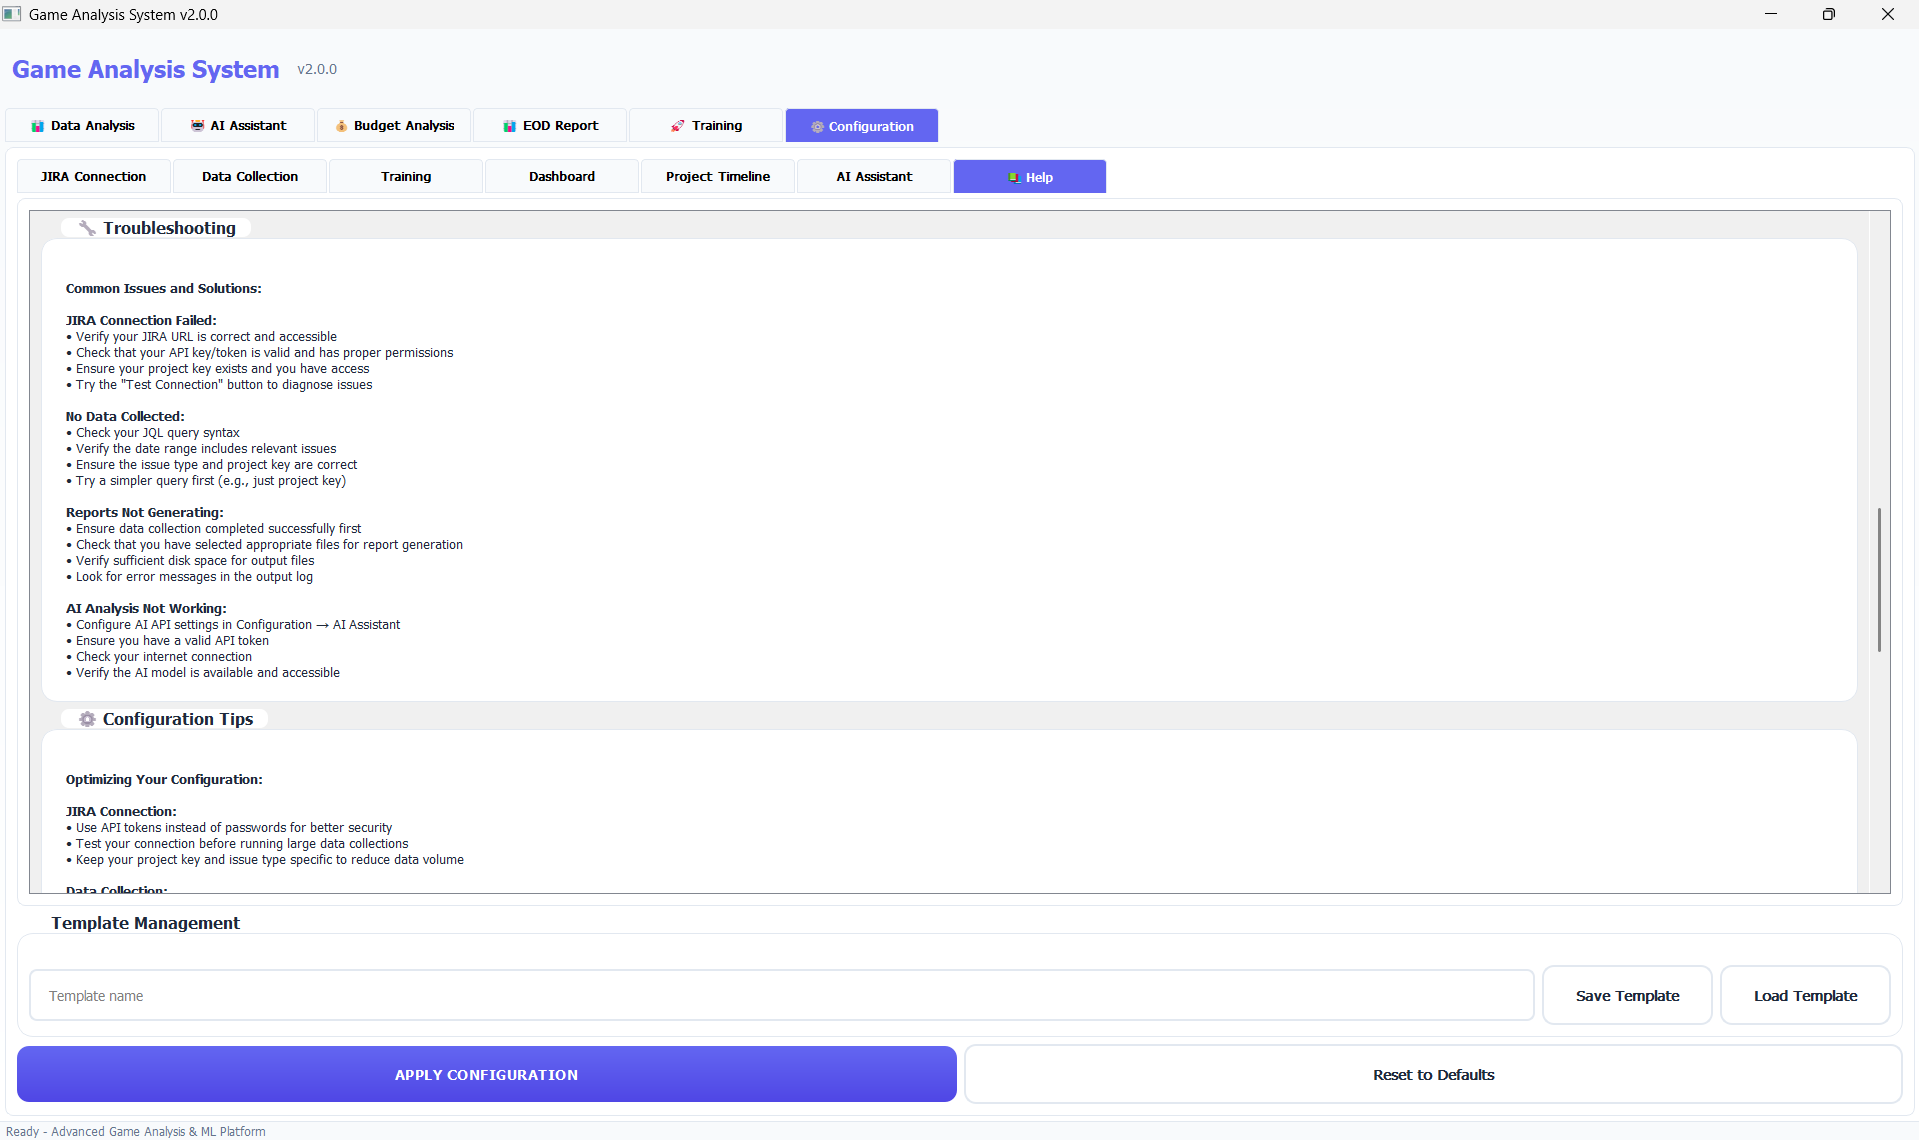 Game Analysis System v2.0.0
Game Analysis System v2.0.0
Data Analysis AI Assistant Budget Analysis EOD Report Training Configuration
JIRA Connection Data Collection Training Dashboard Project Timeline AI Assistant Help
Troubleshooting
Common Issues and Solutions:
JIRA Connection Failed:
• Verify your JIRA URL is correct and accessible
• Check that your API key/token is valid and has proper permissions
• Ensure your project key exists and you have access
• Try the "Test Connection" button to diagnose issues
No Data Collected:
• Check your JQL query syntax
• Verify the date range includes relevant issues
• Ensure the issue type and project key are correct
• Try a simpler query first (e.g., just project key)
Reports Not Generating:
• Ensure data collection completed successfully first
• Check that you have selected appropriate files for report generation
• Verify sufficient disk space for output files
• Look for error messages in the output log
AI Analysis Not Working:
• Configure AI API settings in Configuration → AI Assistant
• Ensure you have a valid API token
• Check your internet connection
• Verify the AI model is available and accessible
Configuration Tips
Optimizing Your Configuration:
JIRA Connection:
• Use API tokens instead of passwords for better security
• Test your connection before running large data collections
• Keep your project key and issue type specific to reduce data volume
Data Collection:
Template Management
Template name Save Template Load Template
APPLY CONFIGURATION Reset to Defaults
Ready - Advanced Game Analysis & ML Platform